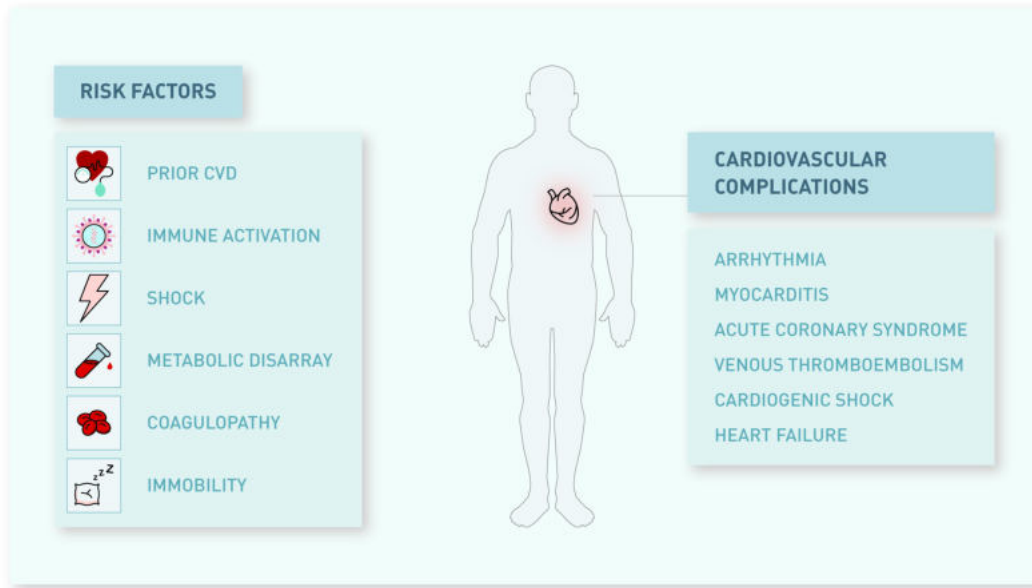 RISK FACTORS
PRIOR CVD
IMMUNE ACTIVATION
SHOCK
METABOLIC DISARRAY
COAGULOPATHY
zzzZ
IMMOBILITY
CARDIOVASCULAR
COMPLICATIONS
ARRHYTHMIA
MYOCARDITIS
ACUTE CORONARY SYNDROME
VENOUS THROMBOEMBOLISM
CARDIOGENIC SHOCK
HEART FAILURE